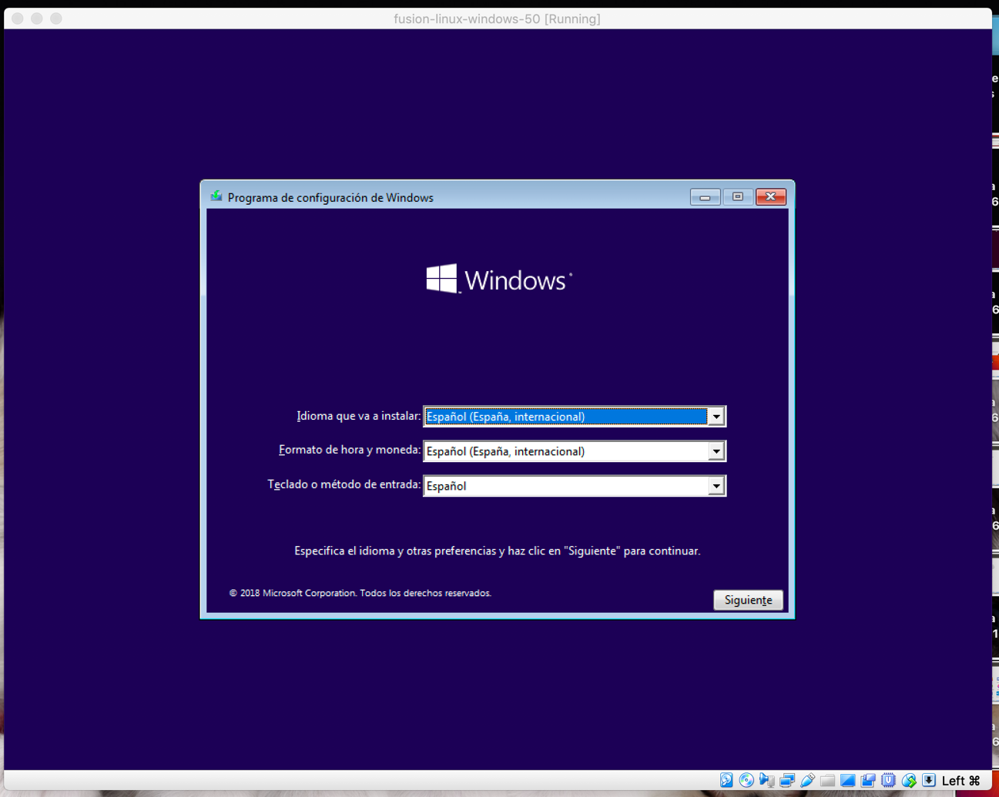 fusion-linux-windows-50 [Running]
Programa de configuración de Windows
Windows
Idioma que va a instalar: Español (España, internacional)
Formato de hora y moneda: Español (España, internacional)
Teclado o método de entrada: Español
Especifica el idioma y otras preferencias y haz clic en "Siguiente" para continuar.
© 2018 Microsoft Corporation. Todos los derechos reservados.
Siguiente
Left ⌘